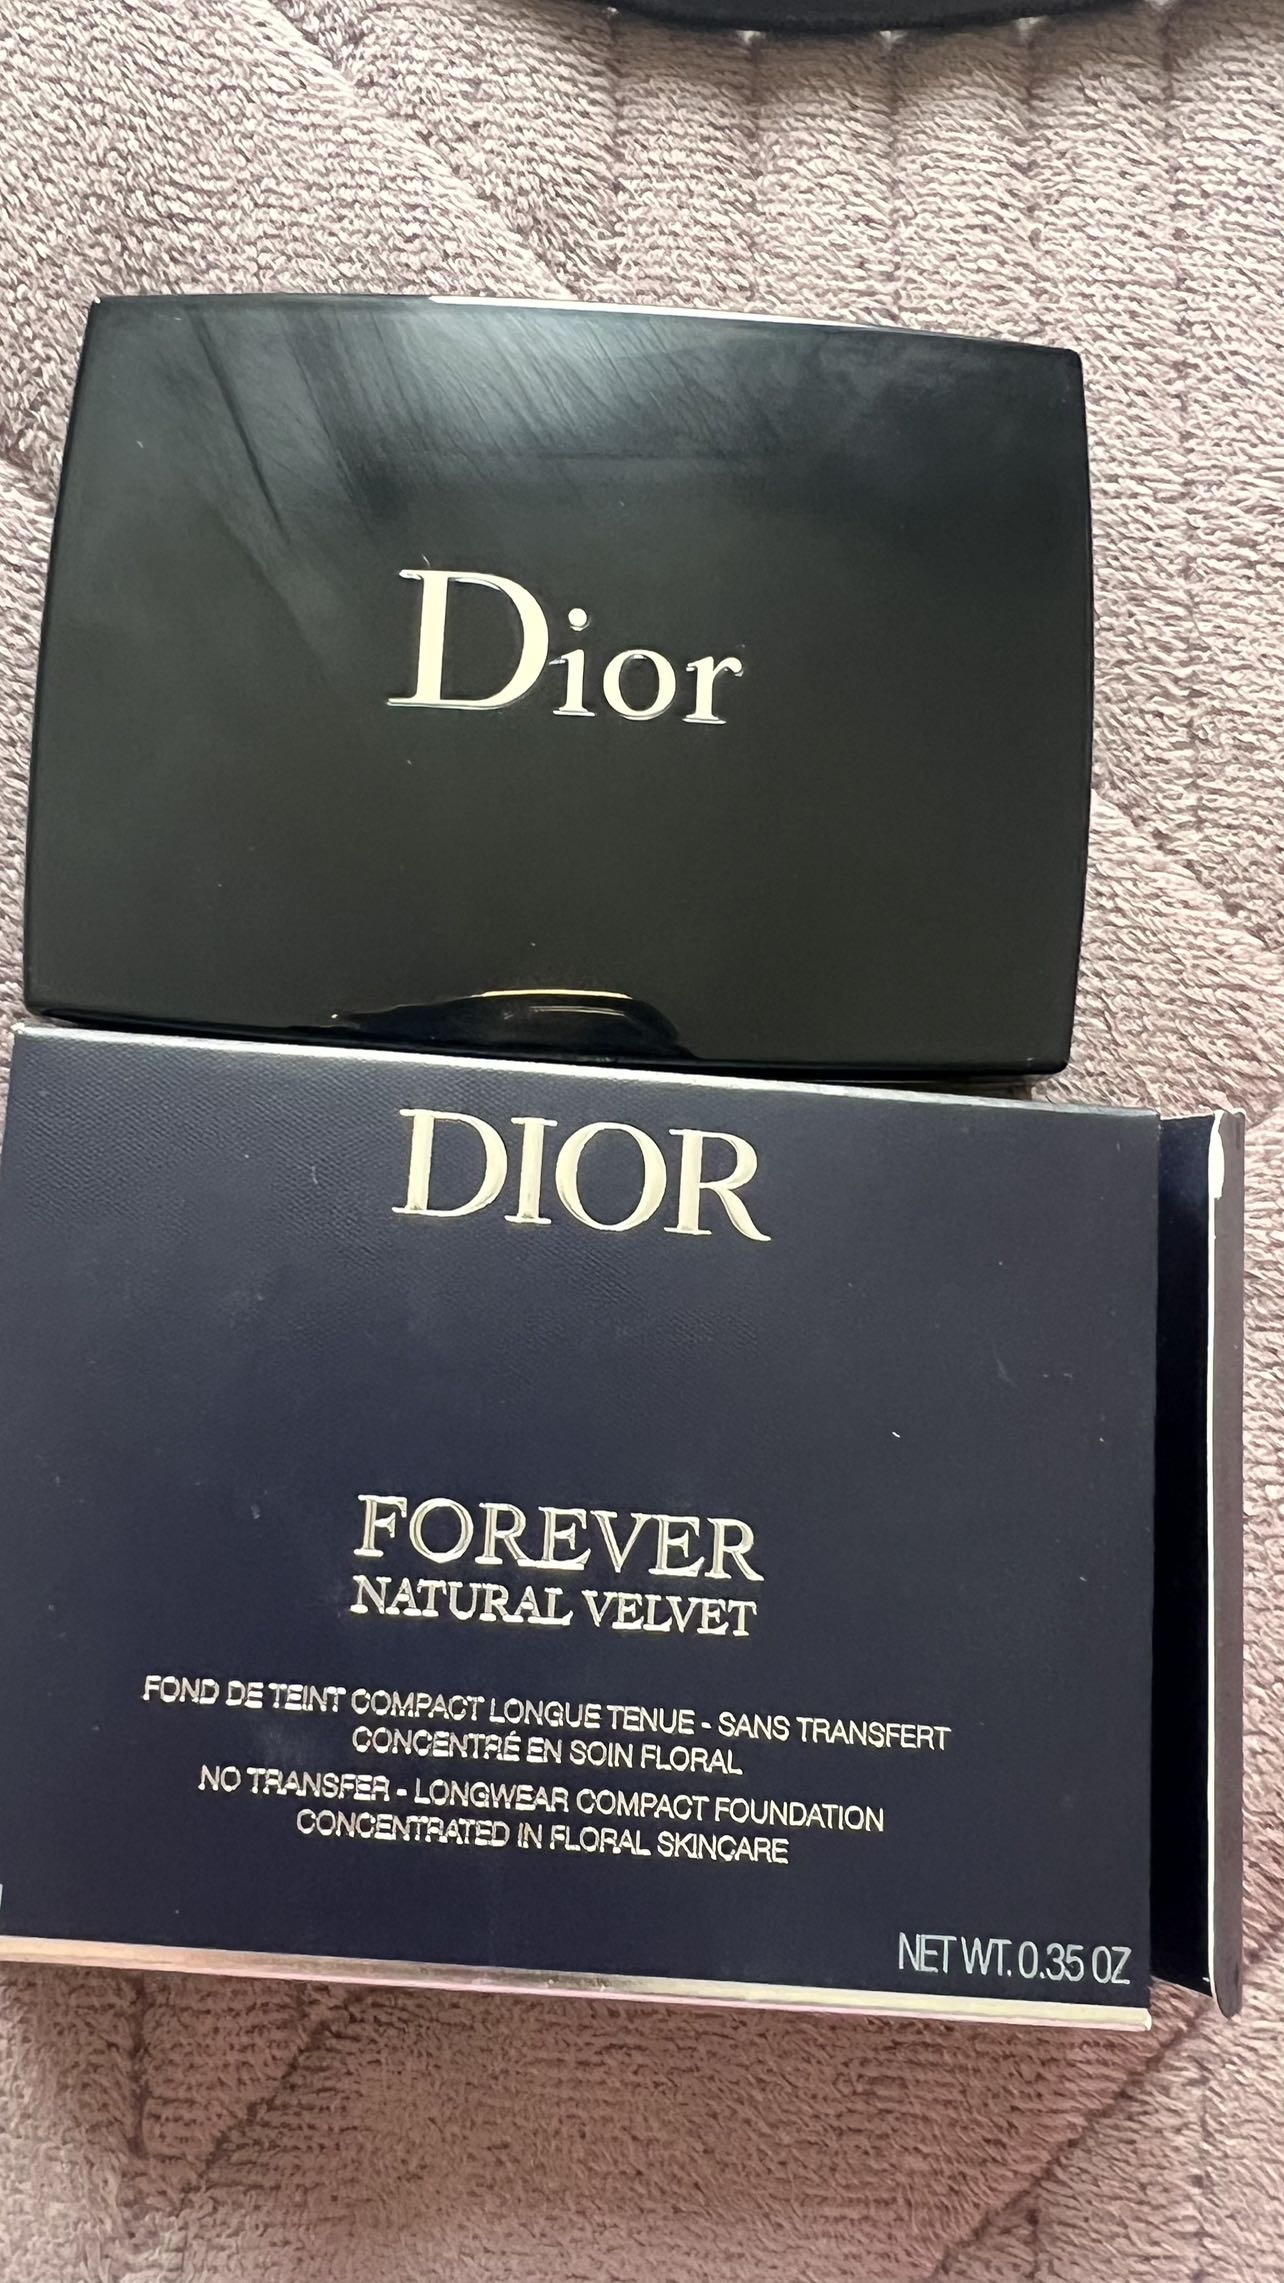 Dior
DIOR
FOREVER
NATURAL VELVET
FOND DE TEINT COMPACT LONGUE TENUE - SANS TRANSFERT
CONCENTRÉ EN SOIN FLORAL
NO TRANSFER - LONGWEAR COMPACT FOUNDATION
CONCENTRATED IN FLORAL SKINCARE
NET WT. 0.35 OZ